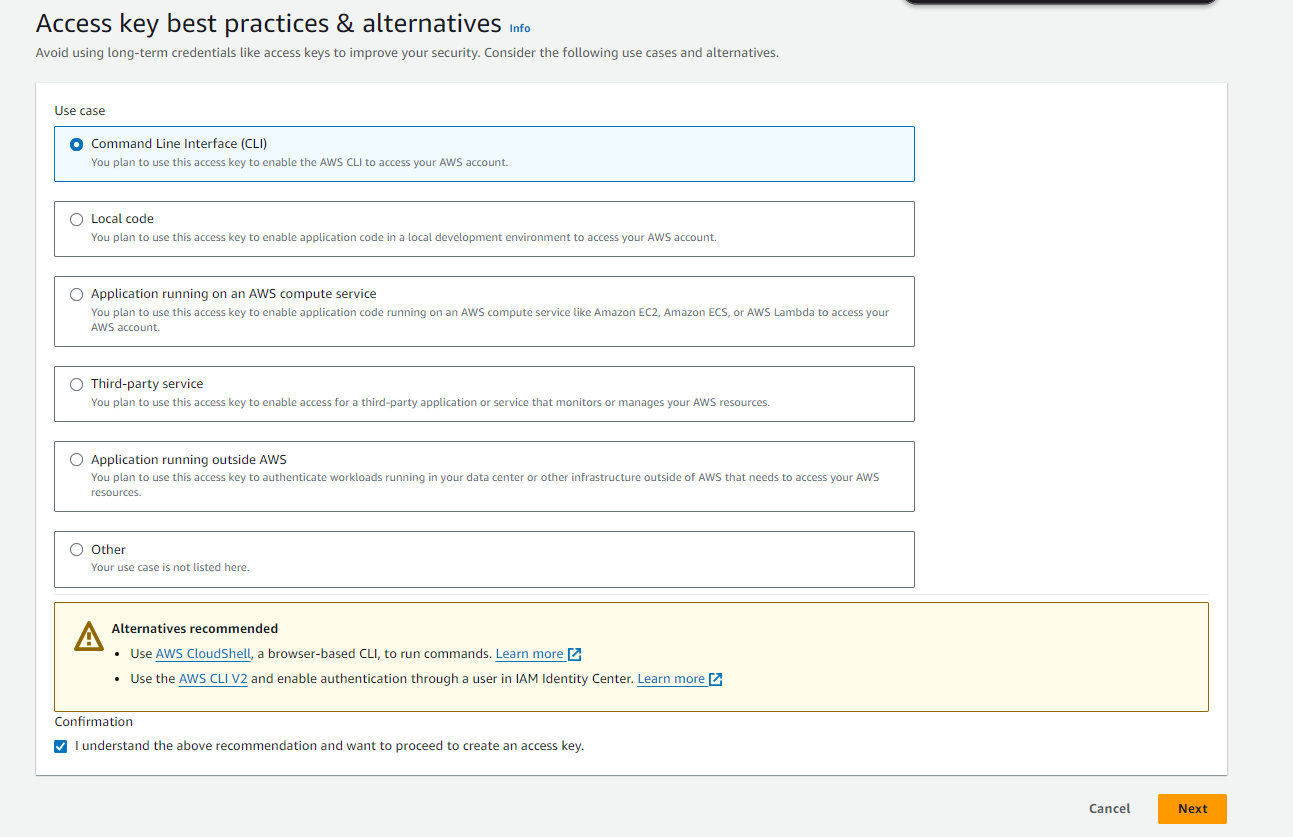 Access key best practices & alternatives Info
Avoid using long-term credentials like access keys to improve your security. Consider the following use cases and alternatives.
Use case
Command Line Interface (CLI)
You plan to use this access key to enable the AWS CLI to access your AWS account.
Local code
You plan to use this access key to enable application code in a local development environment to access your AWS account.
Application running on an AWS compute service
You plan to use this access key to enable application code running on an AWS compute service like Amazon EC2, Amazon ECS, or AWS Lambda to access your
AWS account.
Third-party service
You plan to use this access key to enable access for a third-party application or service that monitors or manages your AWS resources.
Application running outside AWS
You plan to use this access key to authenticate workloads running in your data center or other infrastructure outside of AWS that needs to access your AWS
resources.
Other
Your use case is not listed here.
Alternatives recommended
• Use AWS CloudShell, a browser-based CLI, to run commands. Learn more
• Use the AWS CLI V2 and enable authentication through a user in IAM Identity Center. Learn more
Confirmation
I understand the above recommendation and want to proceed to create an access key.
Cancel Next